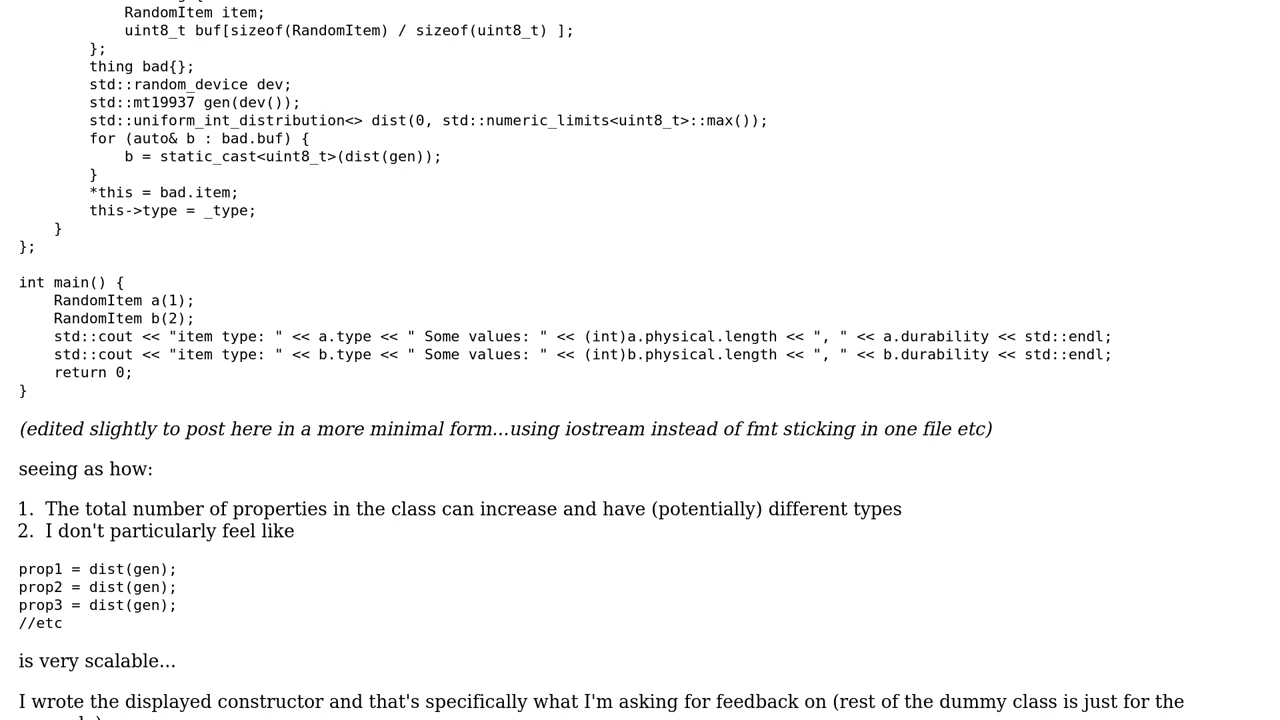 RandomItem item;
uint8_t buf[sizeof(RandomItem) / sizeof(uint8_t) ];
};
thing bad{};
std::random_device dev;
std::mt19937 gen(dev());
std::uniform_int_distribution<> dist(0, std::numeric_limits<uint8_t>::max());
for (auto& b : bad.buf) {
b = static_cast<uint8_t>(dist(gen));
}
*this = bad.item;
this->type = _type;
}
};
int main() {
RandomItem a(1);
RandomItem b(2);
std::cout << "item type: " << a.type << " Some values: " << (int)a.physical.length << ", " << a.durability << std::endl;
std::cout << "item type: " << b.type << " Some values: " << (int)b.physical.length << ", " << b.durability << std::endl;
return 0;
}
(edited slightly to post here in a more minimal form...using iostream instead of fmt sticking in one file etc)
seeing as how:
1. The total number of properties in the class can increase and have (potentially) different types
2. I don't particularly feel like
prop1 = dist(gen);
prop2 = dist(gen);
prop3 = dist(gen);
//etc
is very scalable...
I wrote the displayed constructor and that's specifically what I'm asking for feedback on (rest of the dummy class is just for the